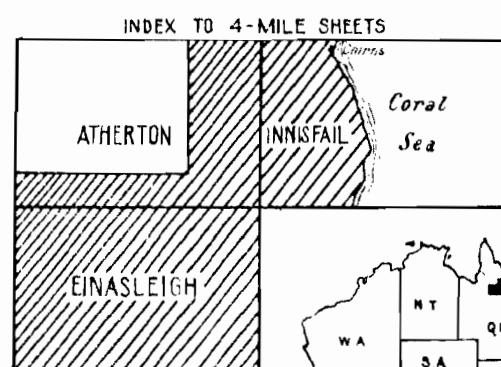 INDEX TO 4-MILE SHEETS
Cairns
Coral
Sea
ATHERTON
INNISFAIL
EINASLEIGH
WA
NT
Q
SA